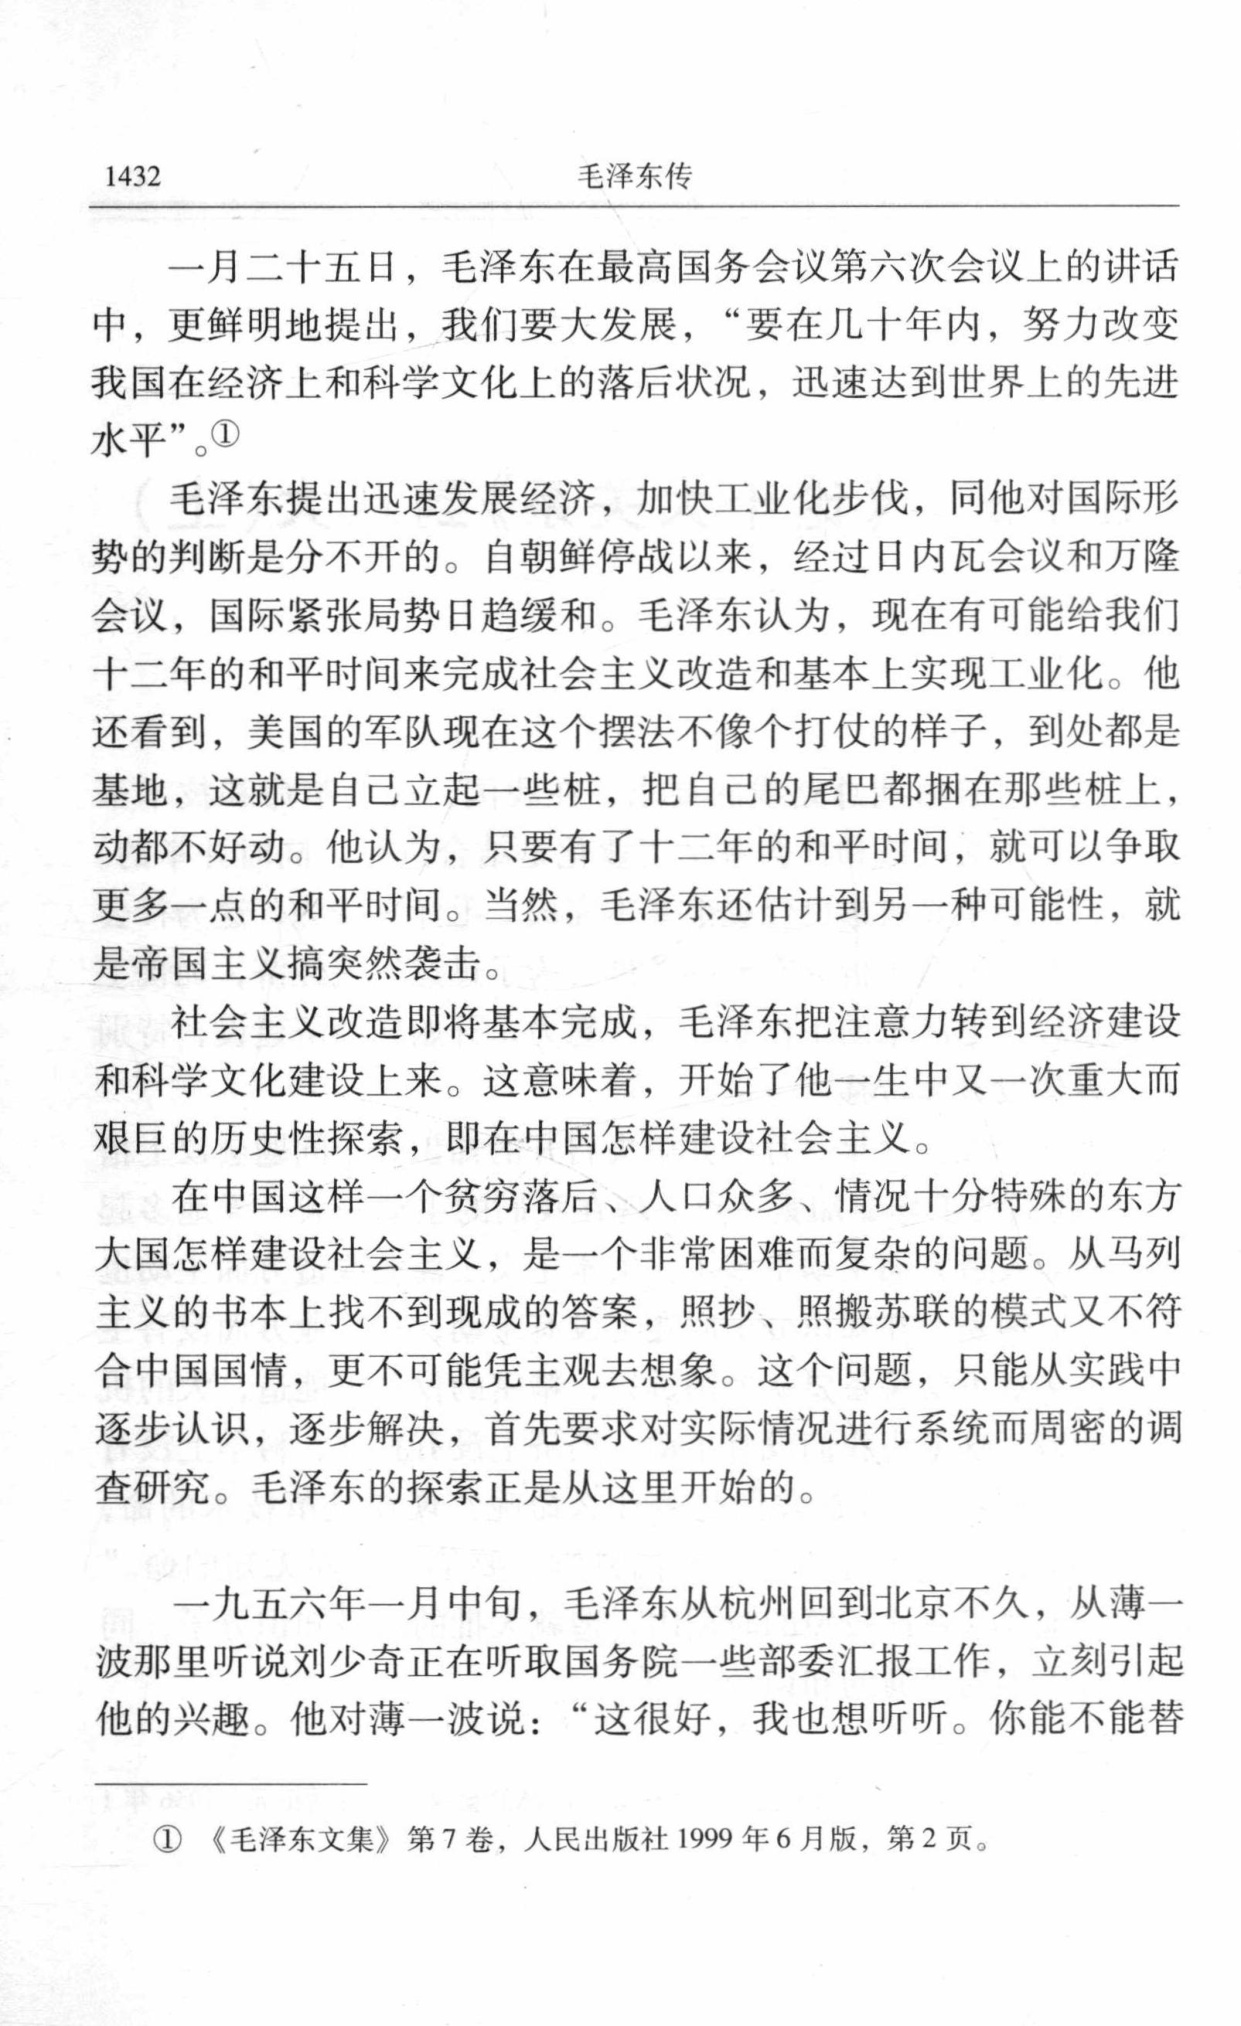 1432 毛泽东传
一月二十五日，毛泽东在最高国务会议第六次会议上的讲话
中，更鲜明地提出，我们要大发展，“要在几十年内，努力改变
我国在经济上和科学文化上的落后状况，迅速达到世界上的先进
水平”。①
毛泽东提出迅速发展经济，加快工业化步伐，同他对国际形
势的判断是分不开的。自朝鲜停战以来，经过日内瓦会议和万隆
会议，国际紧张局势日趋缓和。毛泽东认为，现在有可能给我们
十二年的和平时间来完成社会主义改造和基本上实现工业化。他
还看到，美国的军队现在这个摆法不像个打仗的样子，到处都是
基地，这就是自己立起一些桩，把自己的尾巴都捆在那些桩上，
动都不好动。他认为，只要有了十二年的和平时间，就可以争取
更多一点的和平时间。当然，毛泽东还估计到另一种可能性，就
是帝国主义搞突然袭击。
社会主义改造即将基本完成，毛泽东把注意力转到经济建设
和科学文化建设上来。这意味着，开始了他一生中又一次重大而
艰巨的历史性探索，即在中国怎样建设社会主义。
在中国这样一个贫穷落后、人口众多、情况十分特殊的东方
大国怎样建设社会主义，是一个非常困难而复杂的问题。从马列
主义的书本上找不到现成的答案，照抄、照搬苏联的模式又不符
合中国国情，更不可能凭主观去想象。这个问题，只能从实践中
逐步认识，逐步解决，首先要求对实际情况进行系统而周密的调
查研究。毛泽东的探索正是从这里开始的。
一九五六年一月中旬，毛泽东从杭州回到北京不久，从薄一
波那里听说刘少奇正在听取国务院一些部委汇报工作，立刻引起
他的兴趣。他对薄一波说：“这很好，我也想听听。你能不能替
① 《毛泽东文集》第7卷，人民出版社1999年6月版，第2页。